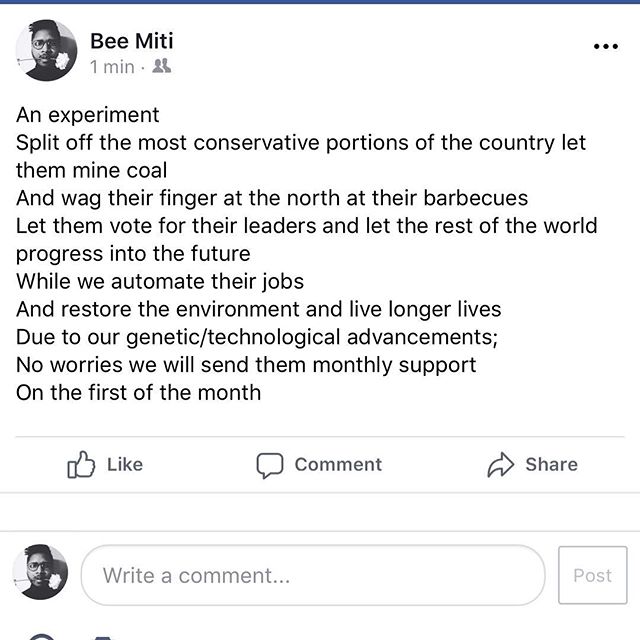 Bee Miti
1 min ·
An experiment
Split off the most conservative portions of the country let
them mine coal
And wag their finger at the north at their barbecues
Let them vote for their leaders and let the rest of the world
progress into the future
While we automate their jobs
And restore the environment and live longer lives
Due to our genetic/technological advancements;
No worries we will send them monthly support
On the first of the month
Like
Comment
Share
Write a comment...
Post